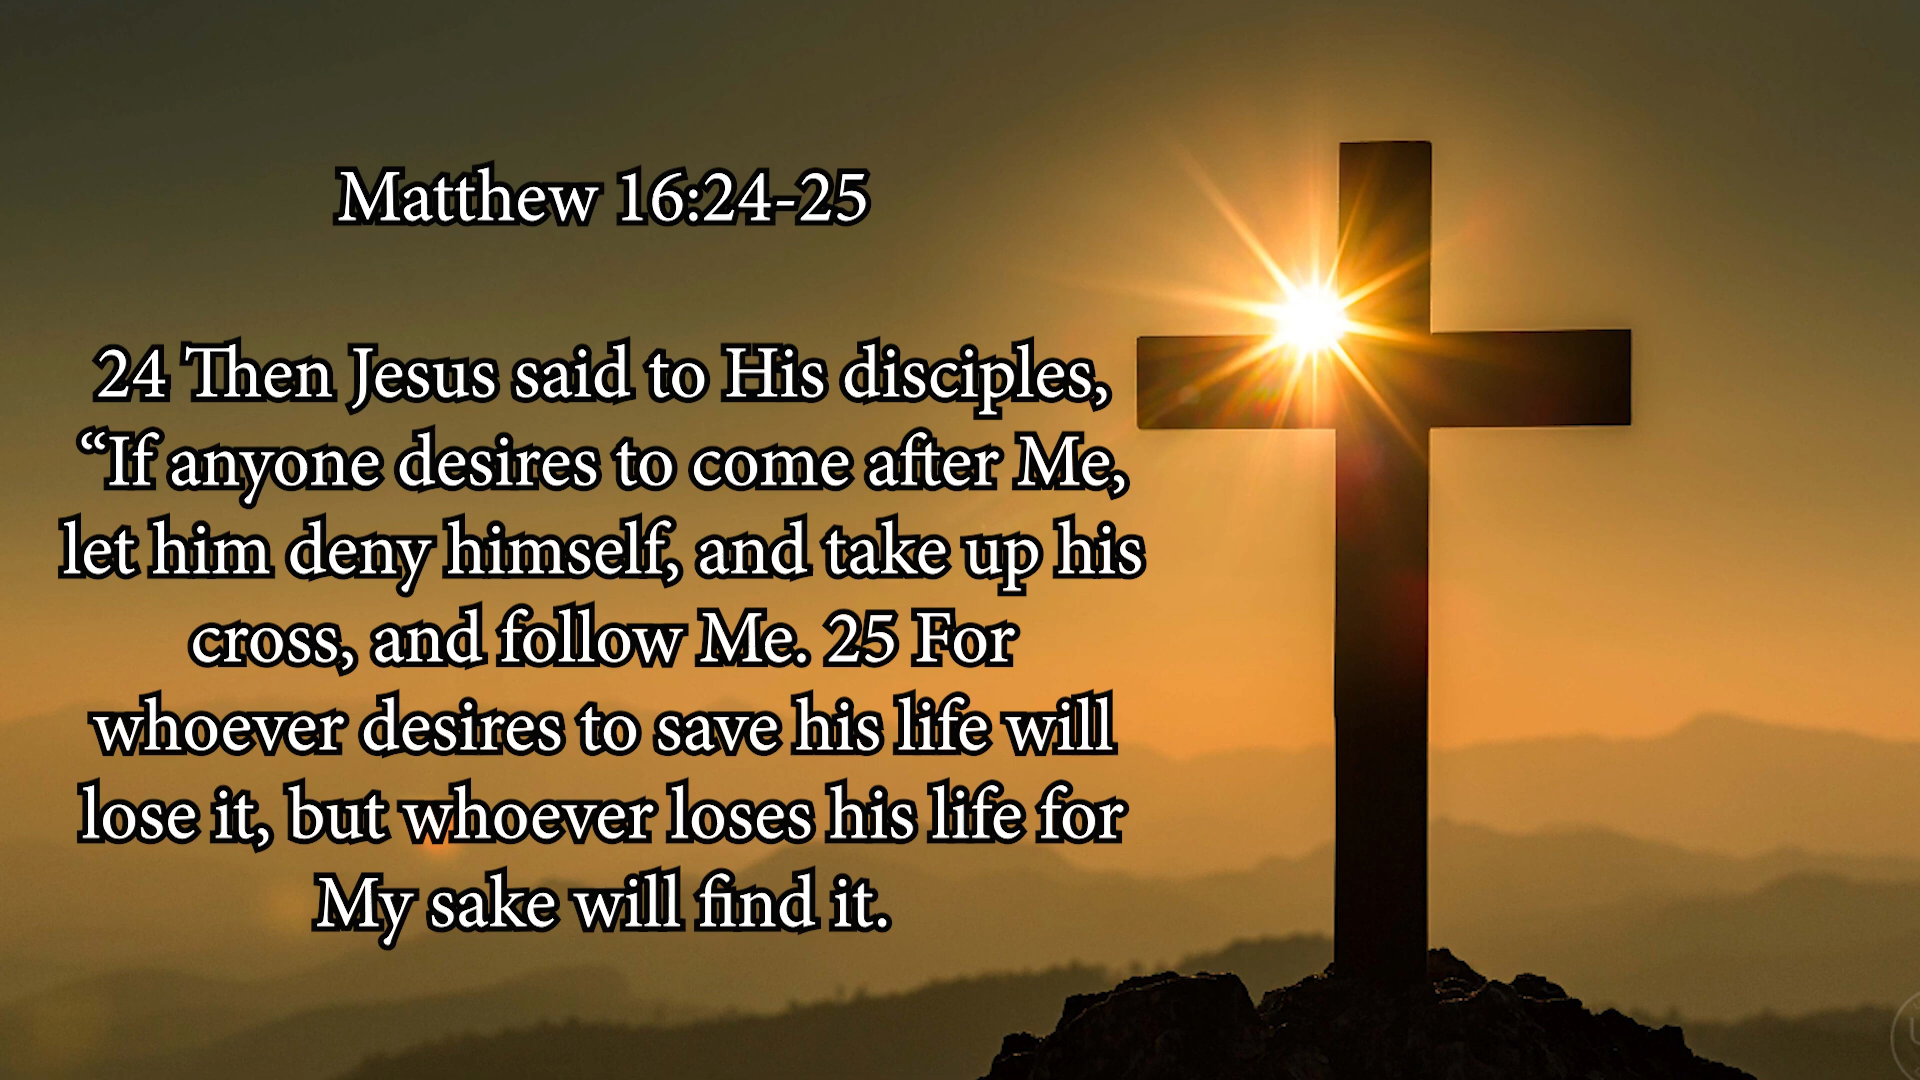 Matthew 16:24-25
24 Then Jesus said to His disciples,
“If anyone desires to come after Me,
let him deny himself, and take up his
cross, and follow Me. 25 For
whoever desires to save his life will
lose it, but whoever loses his life for
My sake will find it.